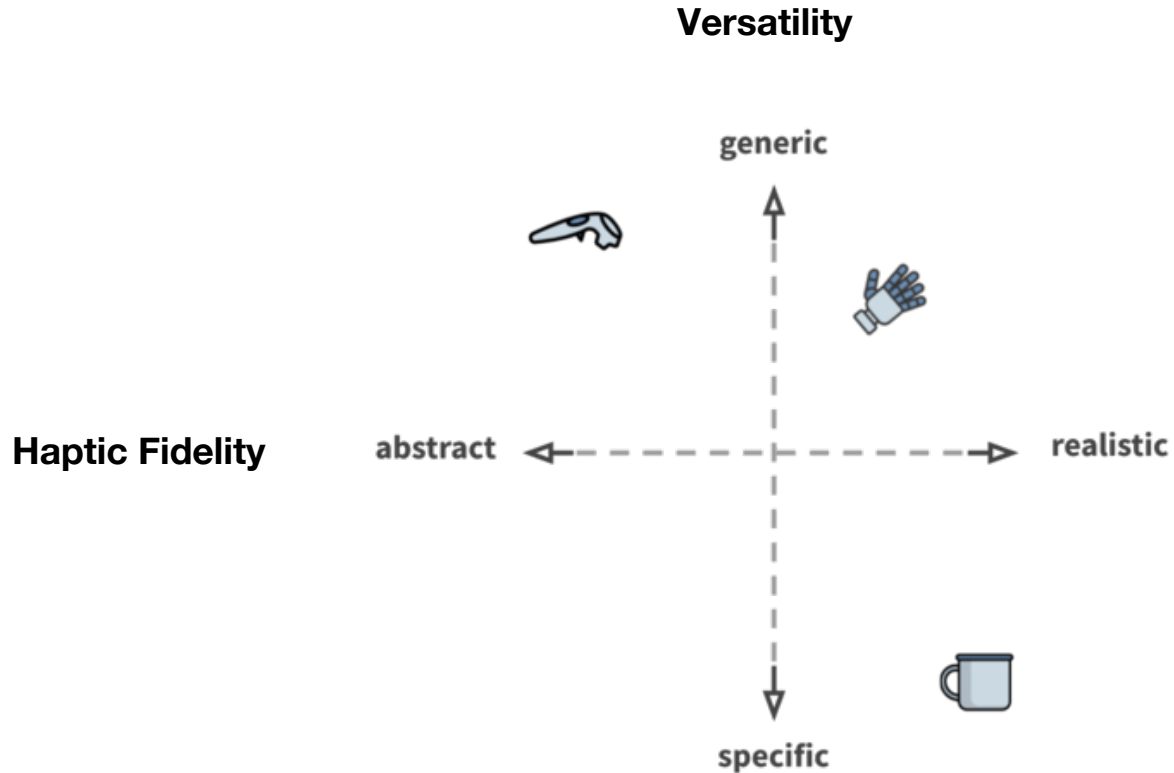 Versatility
generic
Haptic Fidelity
abstract
realistic
specific